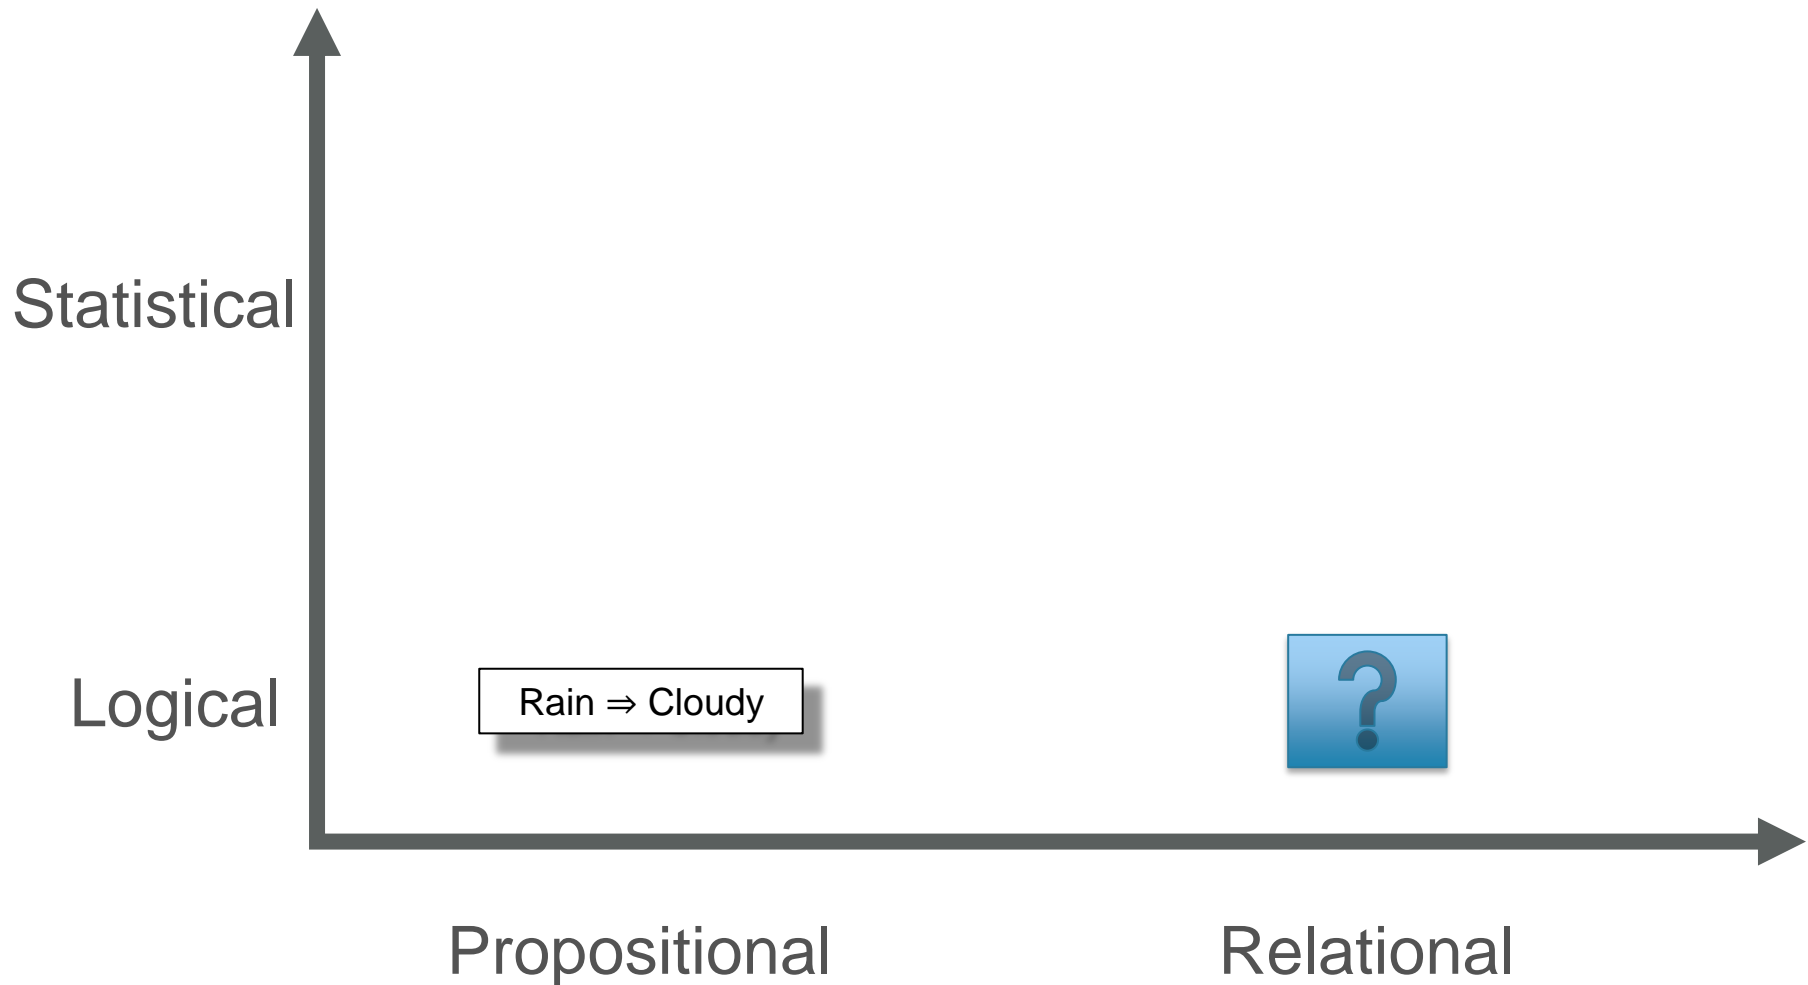 Statistical
Logical
Rain ⇒ Cloudy
?
Propositional
Relational